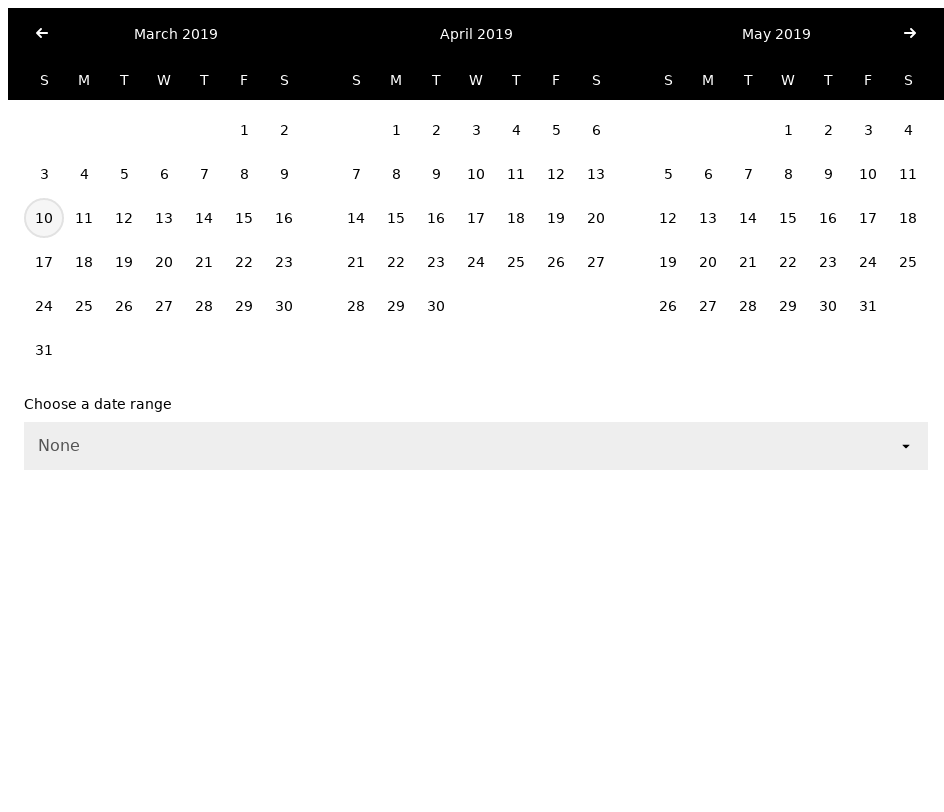 March 2019 April 2019 May 2019
S M T W T F S S M T W T F S S M T W T F S
1 2 1 2 3 4 5 6 1 2 3 4
3 4 5 6 7 8 9 7 8 9 10 11 12 13 5 6 7 8 9 10 11
10 11 12 13 14 15 16 14 15 16 17 18 19 20 12 13 14 15 16 17 18
17 18 19 20 21 22 23 21 22 23 24 25 26 27 19 20 21 22 23 24 25
24 25 26 27 28 29 30 28 29 30 26 27 28 29 30 31
31
Choose a date range
None